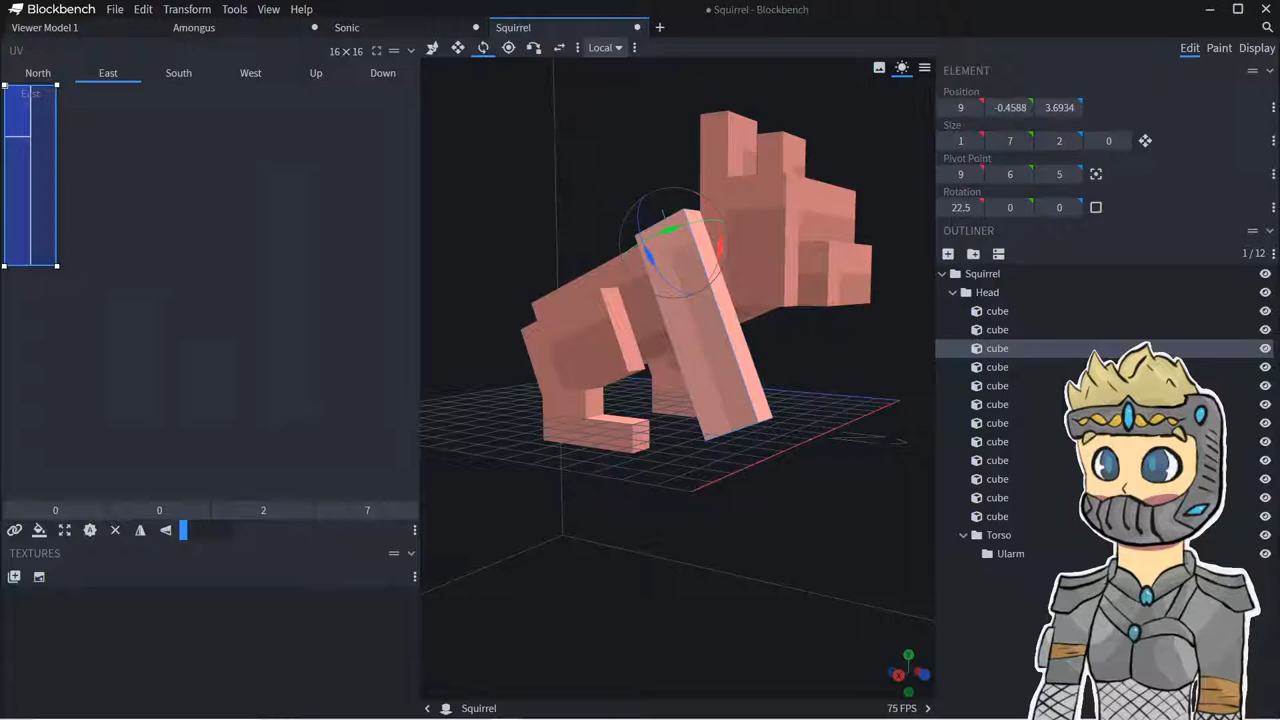 Blockbench File Edit Transform Tools View Help Squirrel - Blockbench
Viewer Model 1 Amongus Sonic Squirrel
UV 16×16 Local Edit Paint Display
North East South West Up Down
East
0 0 2 7
TEXTURES
ELEMENT
Position
9 -0.4588 3.6934
Size
1 7 2 0
Pivot Point
9 6 5
Rotation
22.5 0 0
OUTLINER
1/12
Squirrel
Head
cube
cube
cube
cube
cube
cube
cube
cube
cube
cube
cube
cube
Torso
Ularm
Squirrel 75 FPS